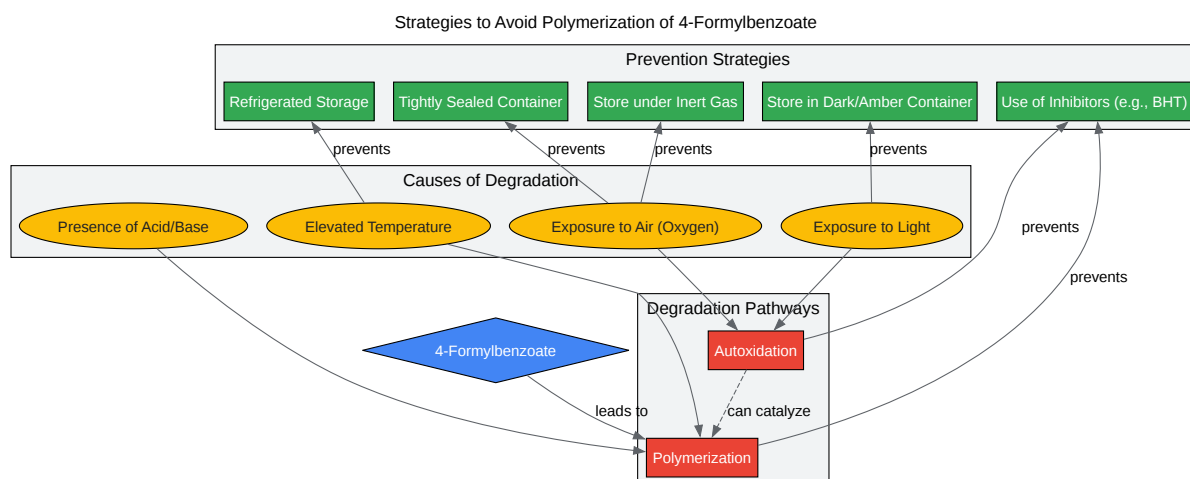 Strategies to Avoid Polymerization of 4-Formylbenzoate
Prevention Strategies
Refrigerated Storage
Tightly Sealed Container
Store under Inert Gas
Store in Dark/Amber Container
Use of Inhibitors (e.g., BHT)
prevents
prevents
prevents
prevents
Causes of Degradation
Presence of Acid/Base
Elevated Temperature
Exposure to Air (Oxygen)
Exposure to Light
prevents
prevents
Degradation Pathways
4-Formylbenzoate
Autoxidation
leads to
can catalyze
Polymerization